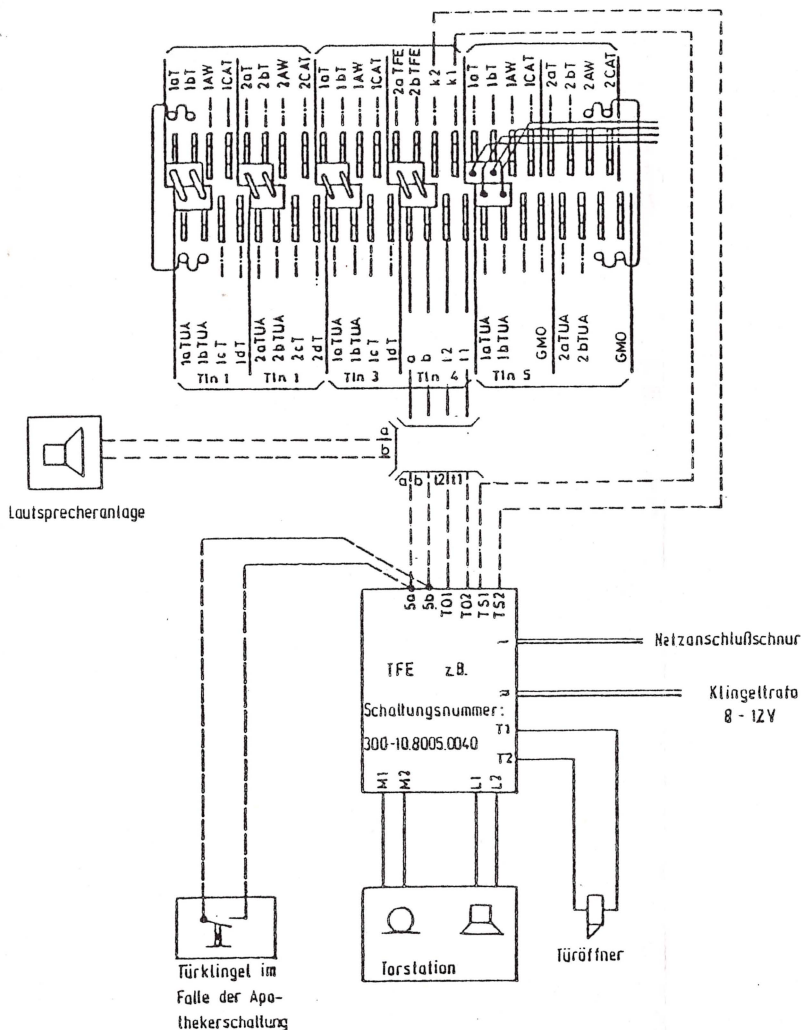 1aT
1bT
1AW
1CAT
2aT
2bT
2AW
2CAT
1aT
1bT
1AW
1CAT
2aTFE
2bTFE
k2
k1
1aT
1bT
1AW
1CAT
2aT
2bT
2AW
2CAT
1aTUA
1bTUA
1cT
1dT
2aTUA
2bTUA
2cT
2dT
1aTUA
1bTUA
1cT
1dT
a
b
t2
t1
1aTUA
1bTUA
GMO
2aTUA
2bTUA
GMO
Tln 1
Tln 1
Tln 3
Tln 4
Tln 5
a
b
Lautsprecheranlage
a
b
t2
t1
5a
5b
TO1
TO2
TS1
TS2
TFE z.B.
Schaltungsnummer:
300-10.8005.0040
T1
T2
M1
M2
L1
L2
Netzanschlußschnur
Klingeltrafo
8 - 12V
Türklingel im
Falle der Apo-
thekerschaltung
Torstation
Türöffner